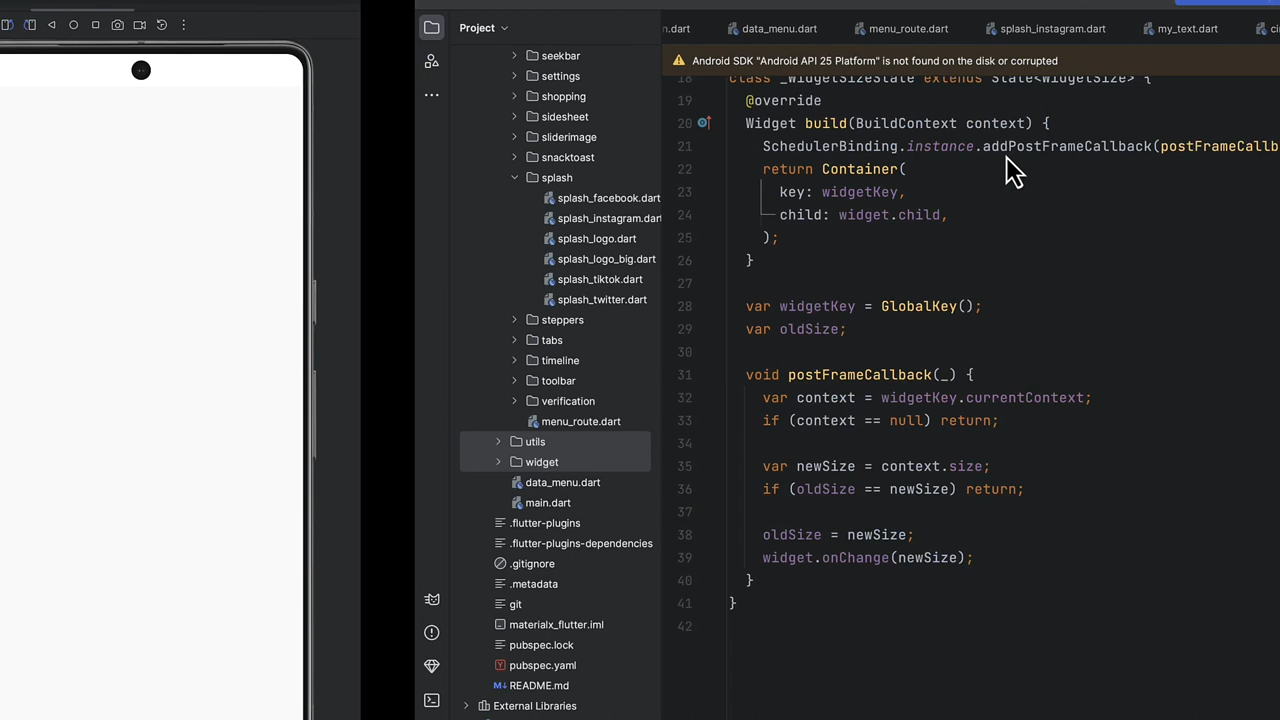 Project
seekbar
settings
shopping
sidesheet
sliderimage
snacktoast
splash
splash_facebook.dart
splash_instagram.dart
splash_logo.dart
splash_logo_big.dart
splash_tiktok.dart
splash_twitter.dart
steppers
tabs
timeline
toolbar
verification
menu_route.dart
utils
widget
data_menu.dart
main.dart
.flutter-plugins
.flutter-plugins-dependencies
.gitignore
.metadata
git
materialx_flutter.iml
pubspec.lock
pubspec.yaml
README.md
External Libraries
n.dart data_menu.dart menu_route.dart splash_instagram.dart my_text.dart ci
Android SDK "Android API 25 Platform" is not found on the disk or corrupted
18 class _WidgetSizeState extends State<WidgetSize> {
19 @override
20 Widget build(BuildContext context) {
21 SchedulerBinding.instance.addPostFrameCallback(postFrameCallb
22 return Container(
23 key: widgetKey,
24 child: widget.child,
25 );
26 }
27
28 var widgetKey = GlobalKey();
29 var oldSize;
30
31 void postFrameCallback(_) {
32 var context = widgetKey.currentContext;
33 if (context == null) return;
34
35 var newSize = context.size;
36 if (oldSize == newSize) return;
37
38 oldSize = newSize;
39 widget.onChange(newSize);
40 }
41 }
42